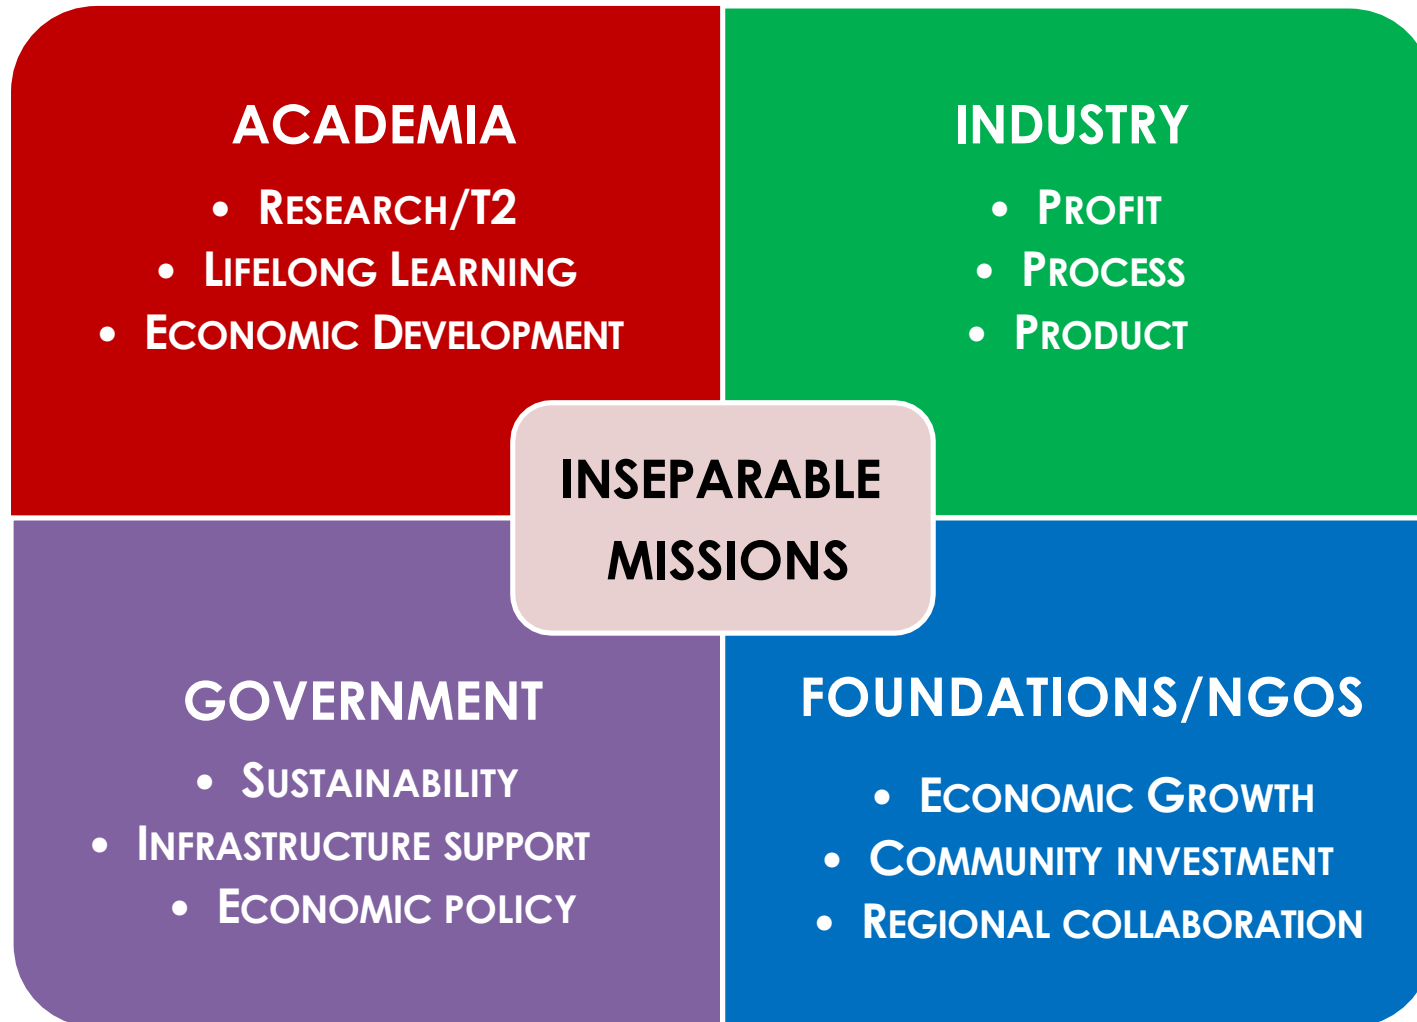 ACADEMIA
• RESEARCH/T2
• LIFELONG LEARNING
• ECONOMIC DEVELOPMENT
INDUSTRY
• PROFIT
• PROCESS
• PRODUCT
INSEPARABLE
MISSIONS
GOVERNMENT
• SUSTAINABILITY
• INFRASTRUCTURE SUPPORT
• ECONOMIC POLICY
FOUNDATIONS/NGOS
• ECONOMIC GROWTH
• COMMUNITY INVESTMENT
• REGIONAL COLLABORATION